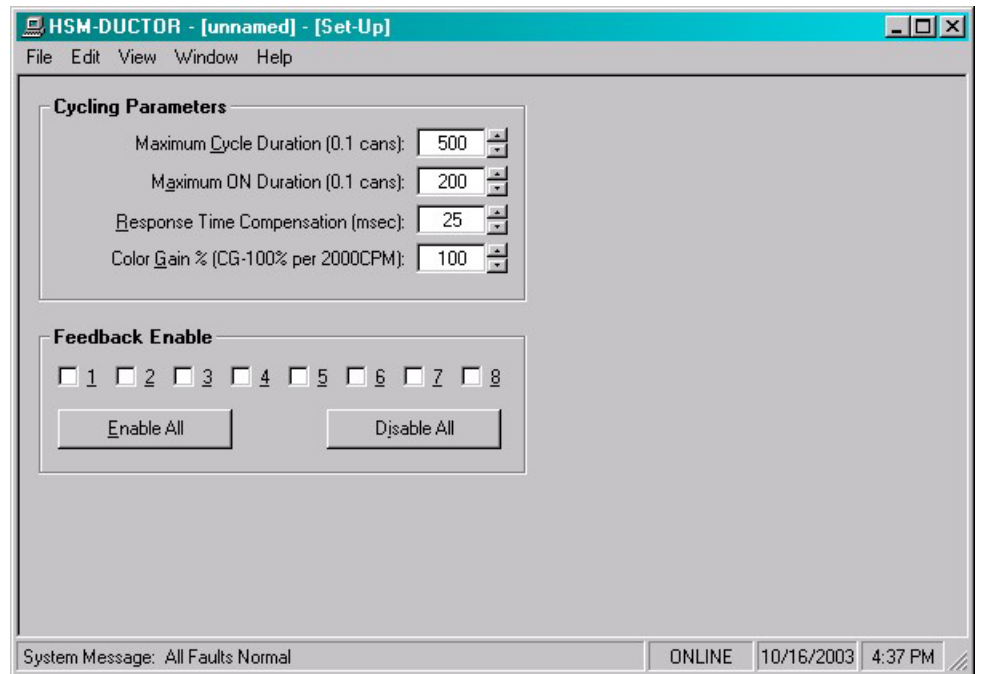 HSM-DUCTOR - [unnamed] - [Set-Up]
File Edit View Window Help
Cycling Parameters
Maximum Cycle Duration (0.1 cans): 500
Maximum ON Duration (0.1 cans): 200
Response Time Compensation (msec): 25
Color Gain % (CG-100% per 2000CPM): 100
Feedback Enable
1 2 3 4 5 6 7 8
Enable All Disable All
System Message: All Faults Normal ONLINE 10/16/2003 4:37 PM